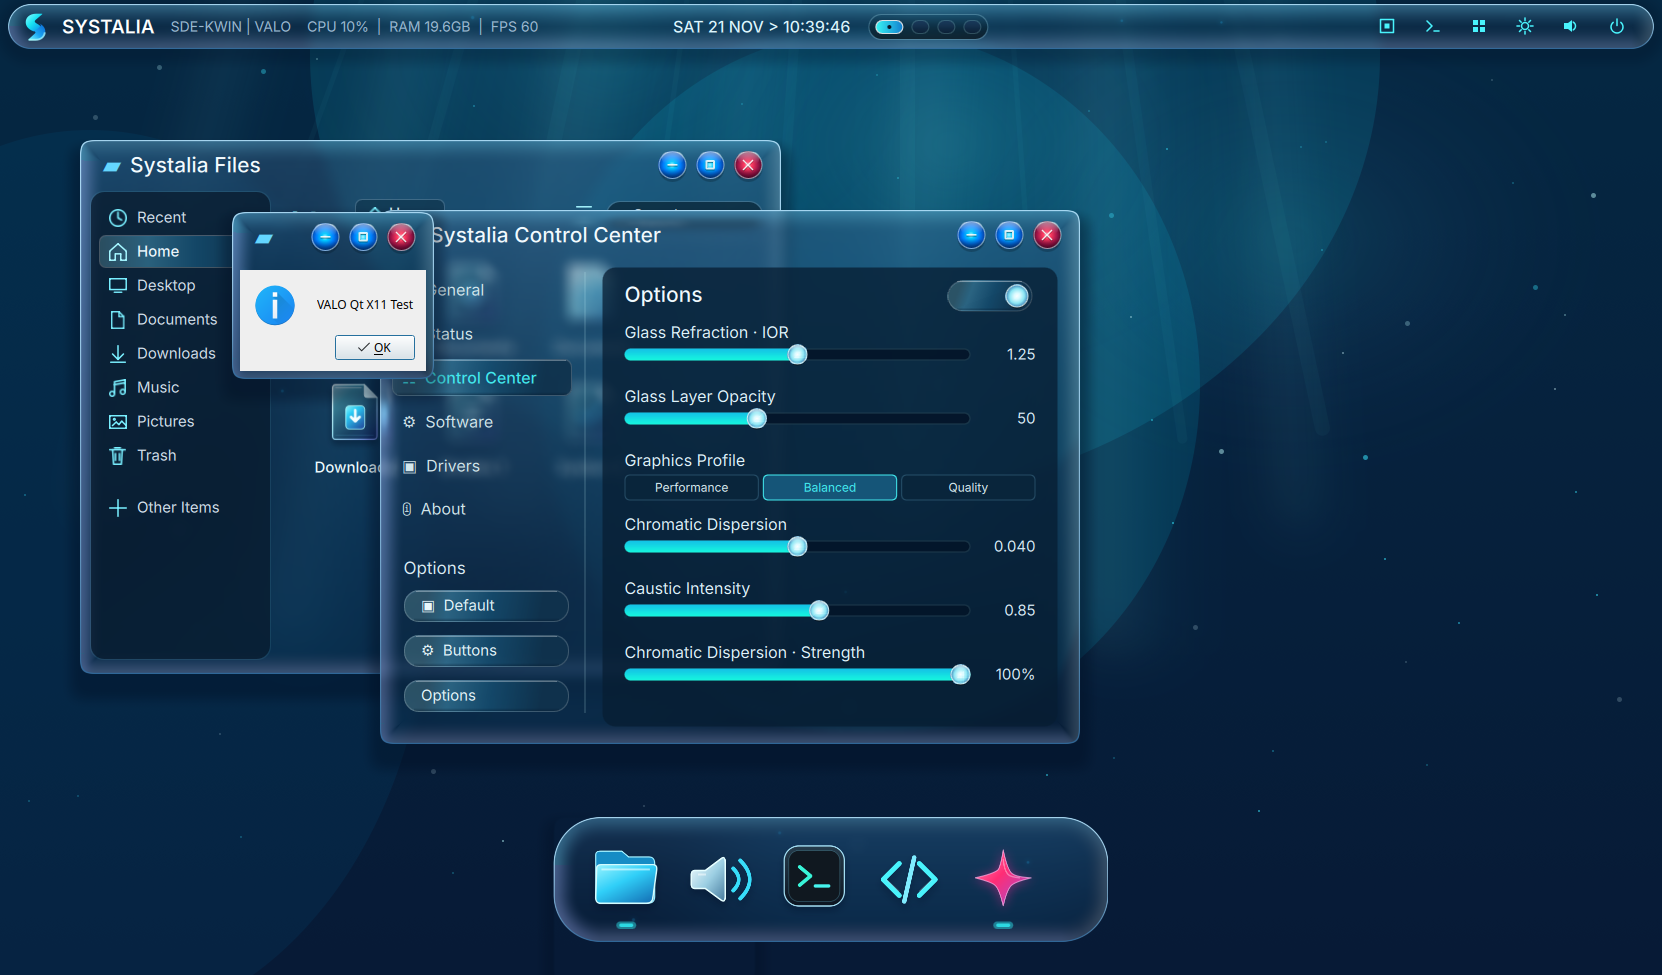 SYSTALIA SDE-KWIN | VALO CPU 10% | RAM 19.6GB | FPS 60 SAT 21 NOV > 10:39:46
Systalia Files
Recent
Home
Desktop
Documents
Downloads
Music
Pictures
Trash
Other Items
VALO Qt X11 Test
OK
Systalia Control Center
General
Status
Control Center
Software
Drivers
About
Options
Default
Buttons
Options
Options
Glass Refraction · IOR
1.25
Glass Layer Opacity
50
Graphics Profile
Performance Balanced Quality
Chromatic Dispersion
0.040
Caustic Intensity
0.85
Chromatic Dispersion · Strength
100%